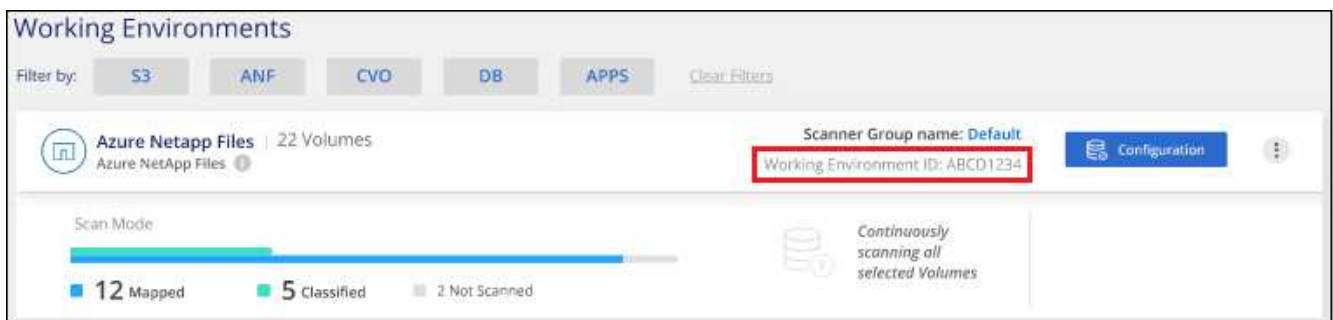 Working Environments
Filter by: S3 ANF CVO DB APPS Clear Filters
Azure Netapp Files | 22 Volumes
Azure NetApp Files
Scanner Group name: Default
Working Environment ID: ABCD1234
Configuration
Scan Mode
12 Mapped 5 Classified 2 Not Scanned
Continuously
scanning all
selected Volumes